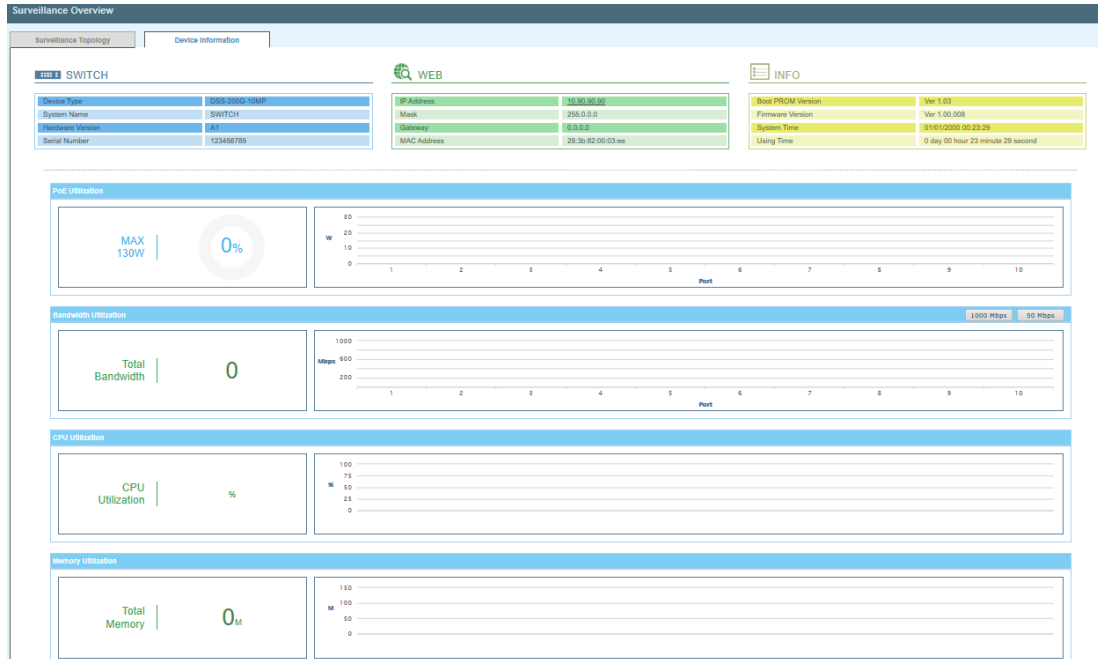 Surveillance Overview
Surveillance Topology
Device Information
SWITCH
Device Type DSS-200G-10MP
System Name SWITCH
Hardware Version A1
Serial Number 123456789
WEB
IP Address 10.90.90.90
Mask 255.0.0.0
Gateway 0.0.0.0
MAC Address 28:3b:82:00:03:ee
INFO
Boot PROM Version Ver 1.03
Firmware Version Ver 1.00.008
System Time 01/01/2000 00:23:29
Using Time 0 day 00 hour 23 minute 29 second
PoE Utilization
MAX
130W
0%
W
30
20
10
0
1 2 3 4 5 6 7 8 9 10
Port
Bandwidth Utilization
1000 Mbps 50 Mbps
Total
Bandwidth
0
Mbps
1000
600
200
1 2 3 4 5 6 7 8 9 10
Port
CPU Utilization
CPU
Utilization
%
%
100
75
50
25
0
Memory Utilization
Total
Memory
0M
M
150
100
50
0